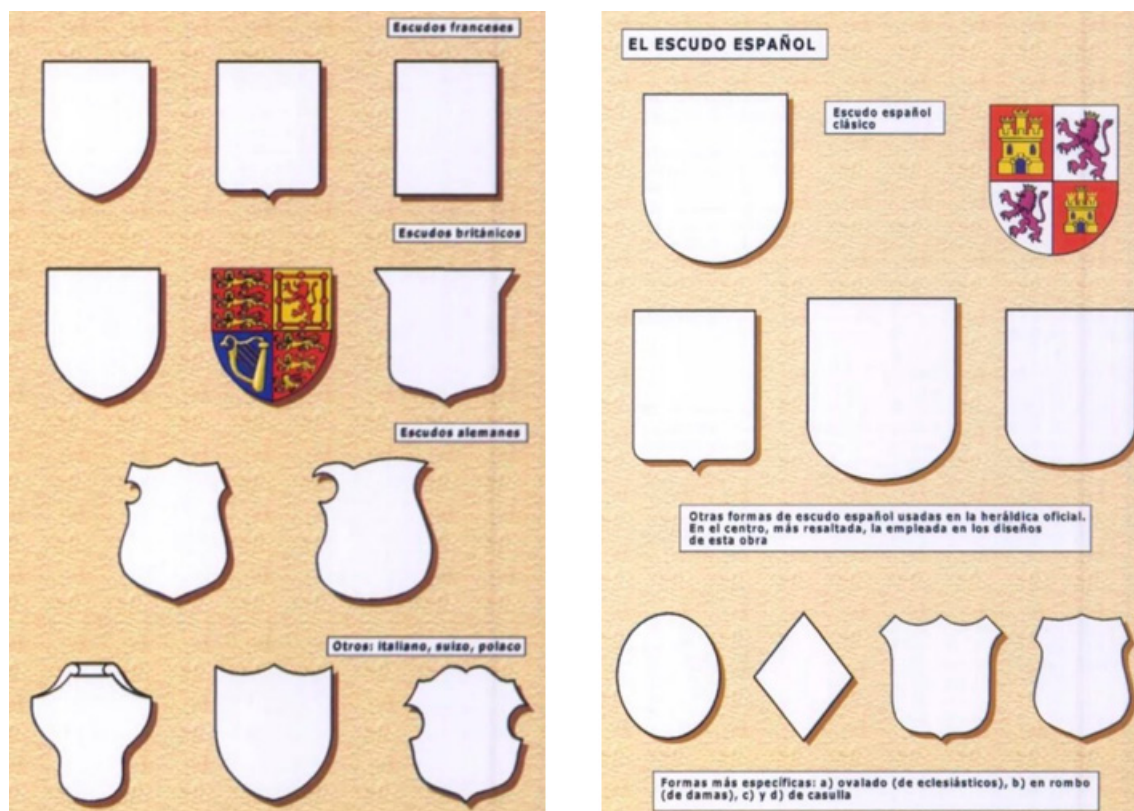 Escudos franceses
Escudos británicos
Escudos alemanes
Otros: italiano, suizo, polaco
EL ESCUDO ESPAÑOL
Escudo español
clásico
Otras formas de escudo español usadas en la heráldica oficial.
En el centro, más resaltada, la empleada en los diseños
de esta obra
Formas más específicas: a) ovalado (de eclesiásticos), b) en rombo
(de damas), c) y d) de casulla